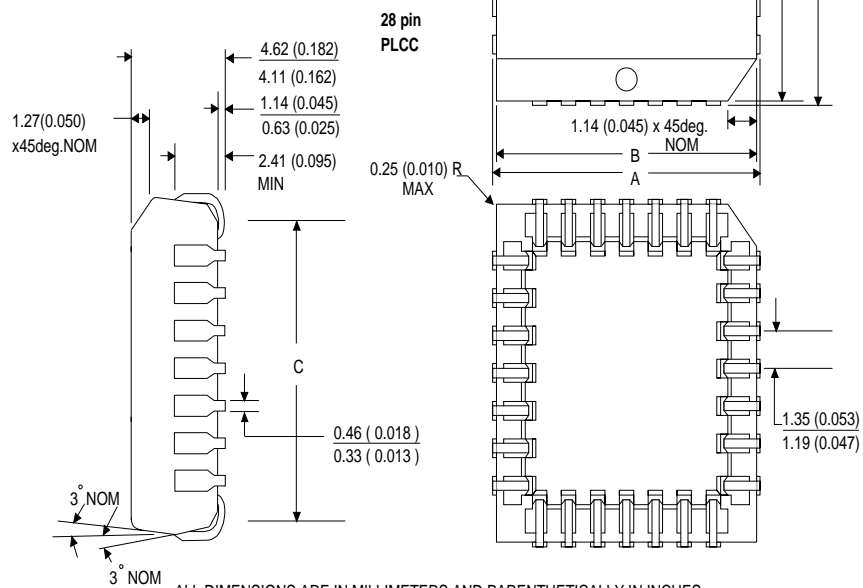 28 pin
PLCC
4.62 (0.182)
4.11 (0.162)
1.14 (0.045)
0.63 (0.025)
1.27(0.050)
x45deg.NOM
2.41 (0.095)
MIN
1.14 (0.045) x 45deg.
NOM
B
A
0.25 (0.010) R
MAX
C
0.46 ( 0.018 )
0.33 ( 0.013 )
1.35 (0.053)
1.19 (0.047)
3° NOM
3° NOM
ALL DIMENSIONS ARE IN MILLIMETERS AND PARENTHETICALLY IN INCHES